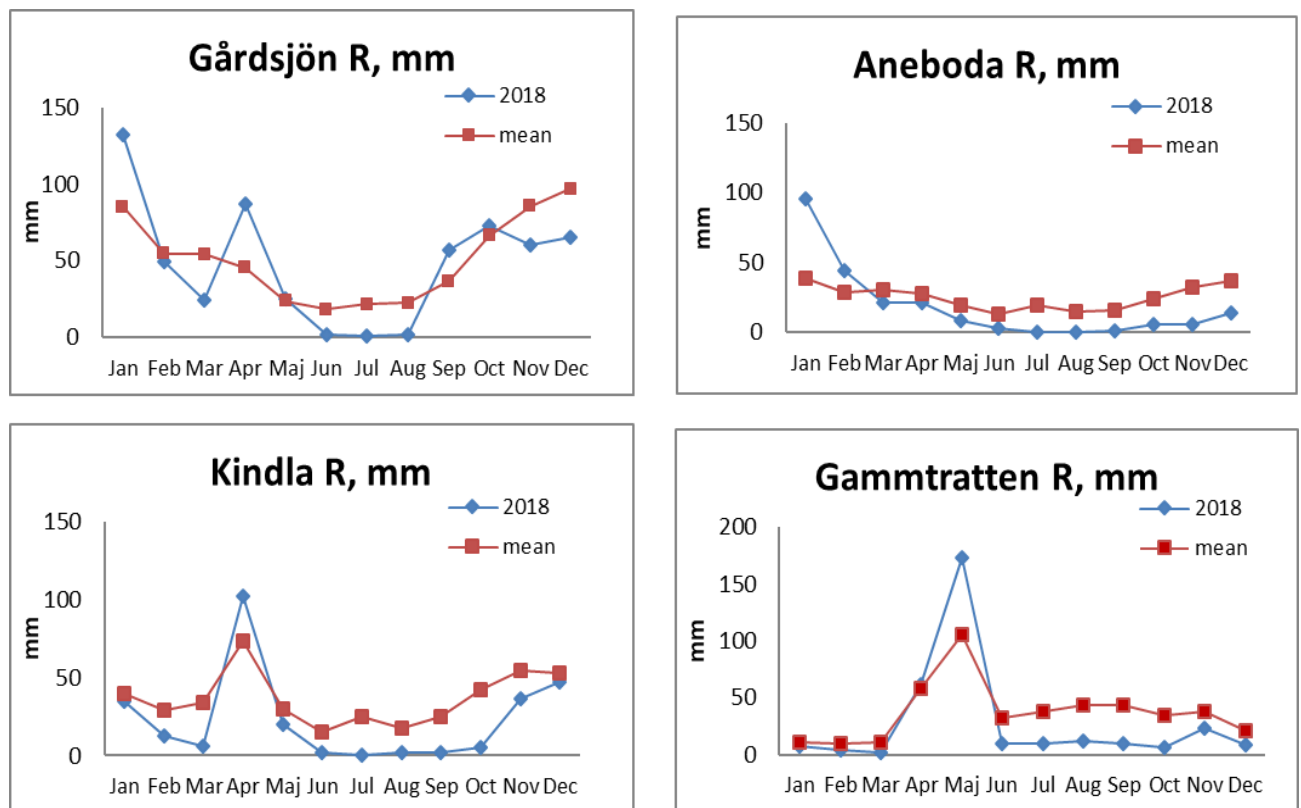 Gårdsjön R, mm
2018
mean
150
100
50
0
mm
Jan Feb Mar Apr Maj Jun Jul Aug Sep Oct Nov Dec
Aneboda R, mm
2018
mean
150
100
50
0
mm
Jan Feb Mar Apr Maj Jun Jul Aug Sep Oct Nov Dec
Kindla R, mm
2018
mean
150
100
50
0
mm
Jan Feb Mar Apr Maj Jun Jul Aug Sep Oct Nov Dec
Gammtratten R, mm
2018
mean
200
150
100
50
0
mm
Jan Feb Mar Apr Maj Jun Jul Aug Sep Oct Nov Dec